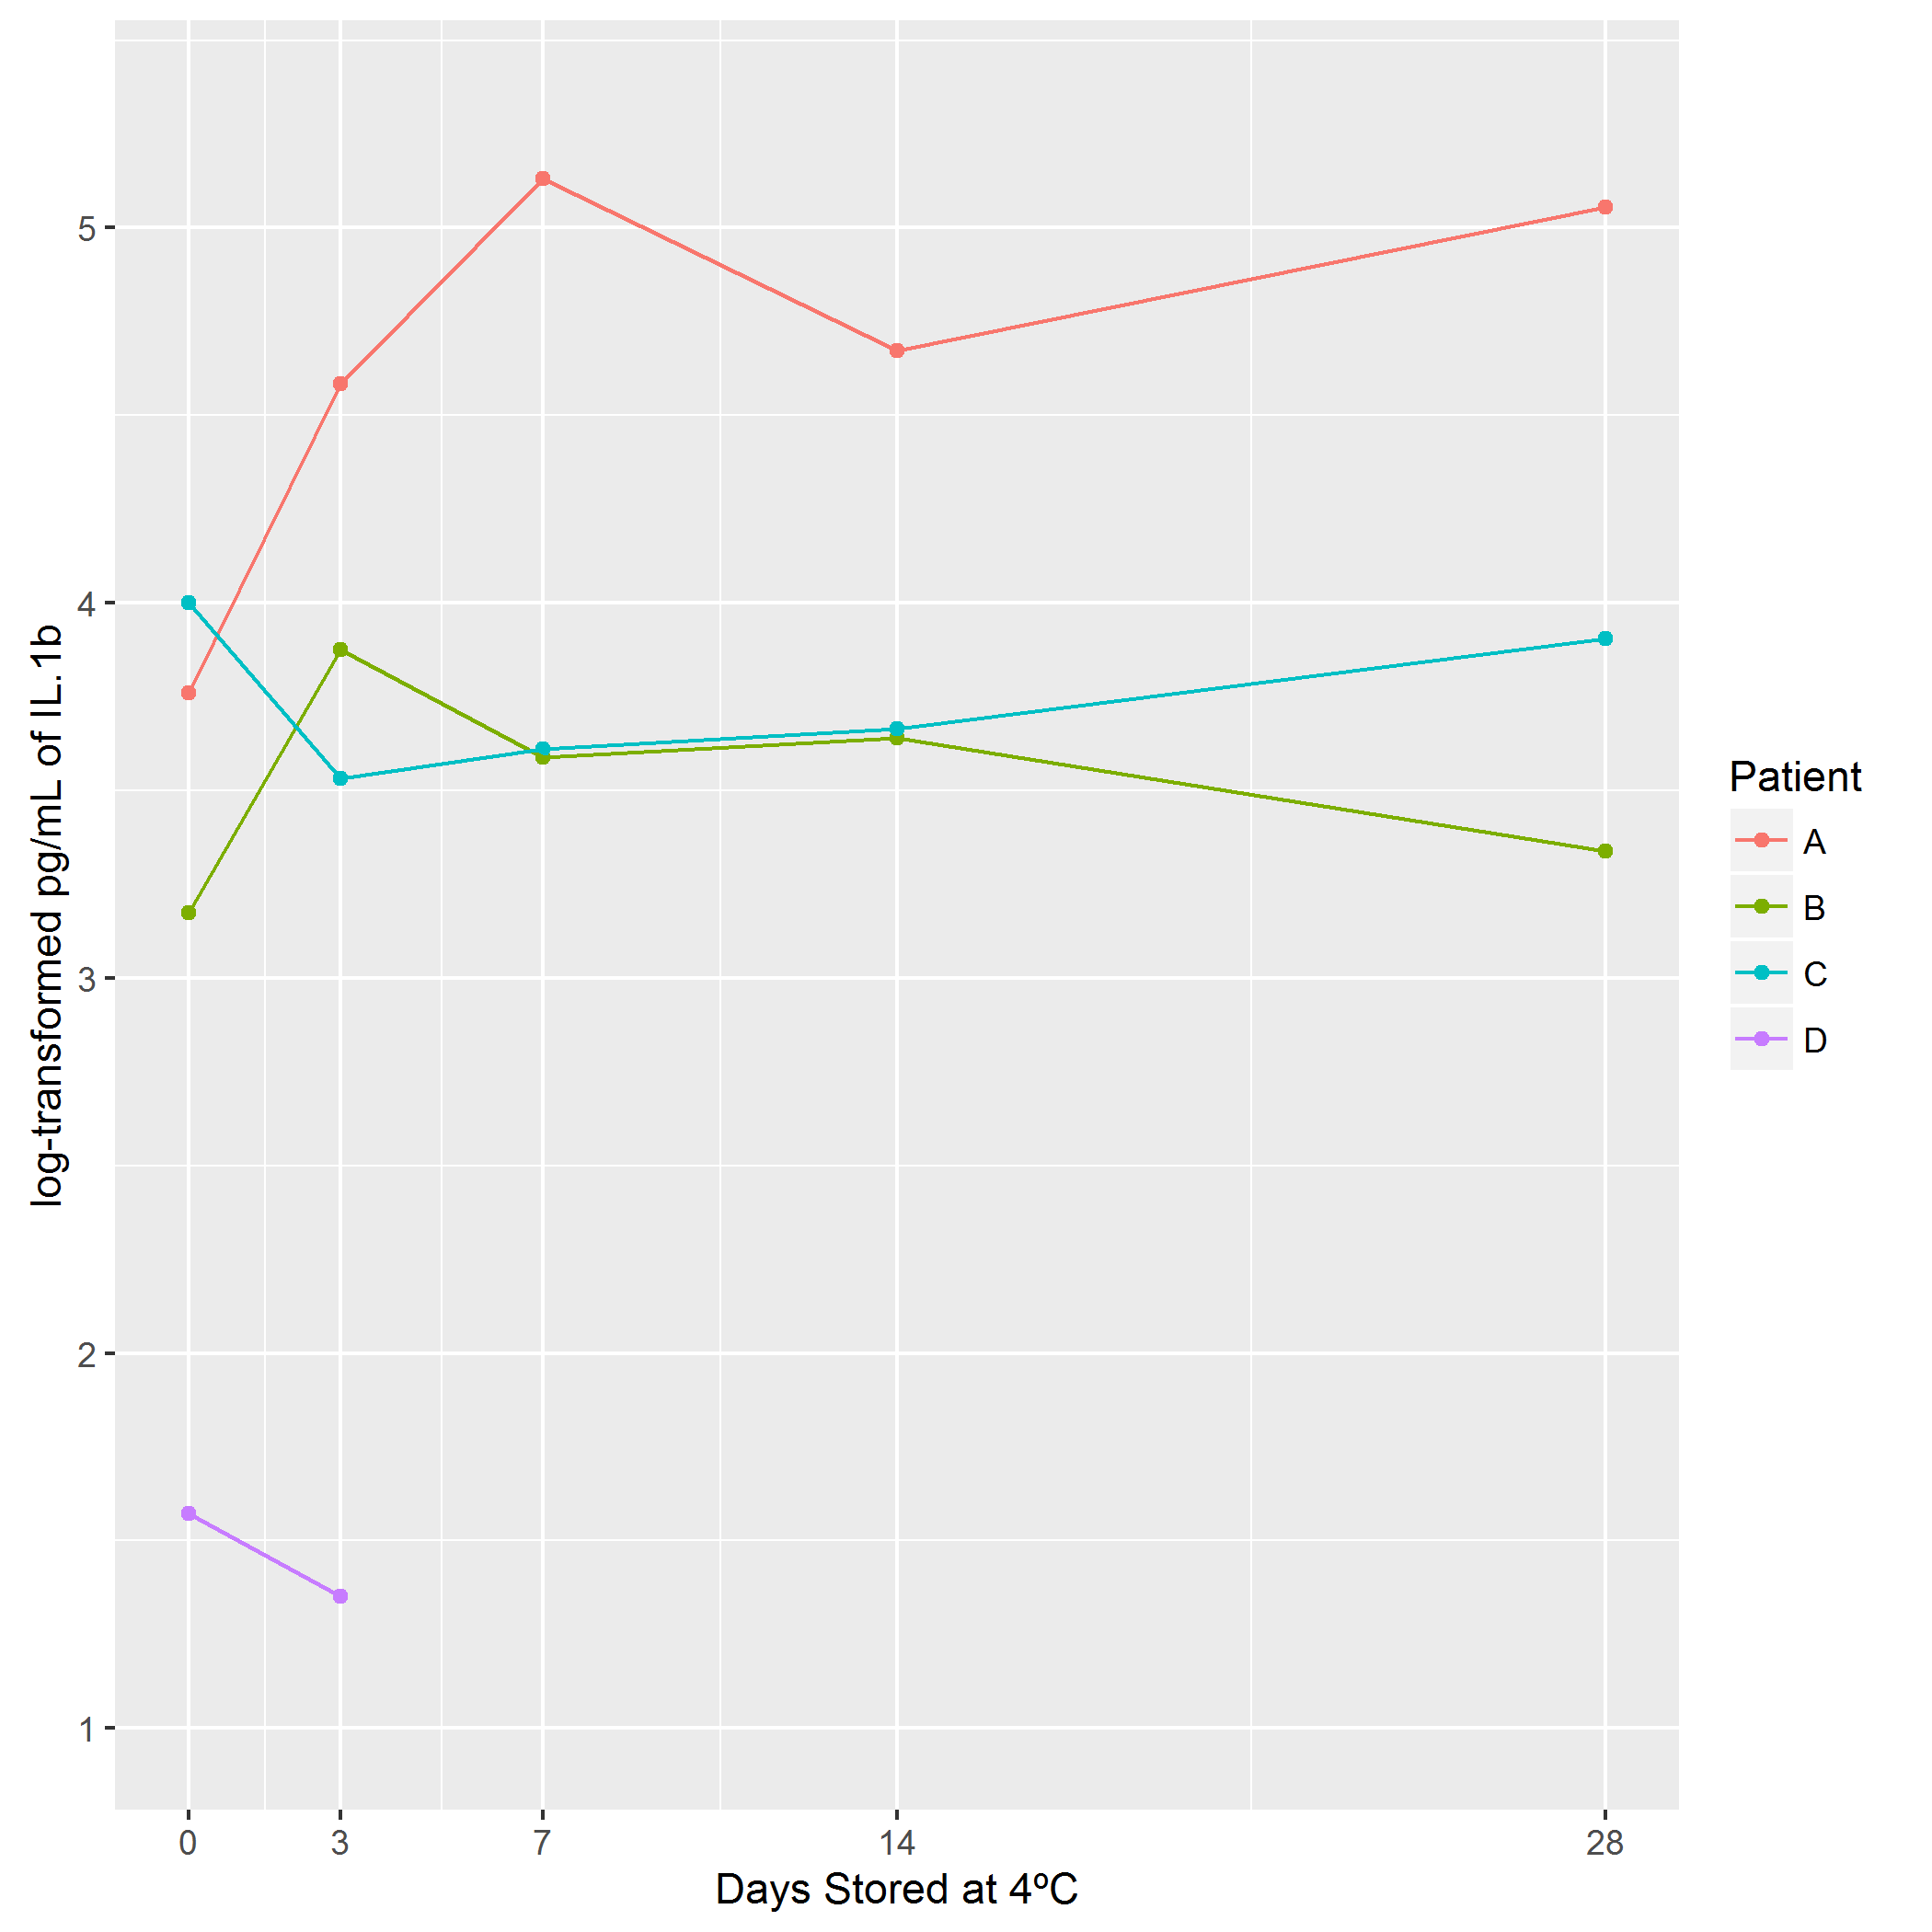 log-transformed pg/mL of IL.1b
5
4
3
2
1
0 3 7 14 28
Days Stored at 4ºC
Patient
A
B
C
D